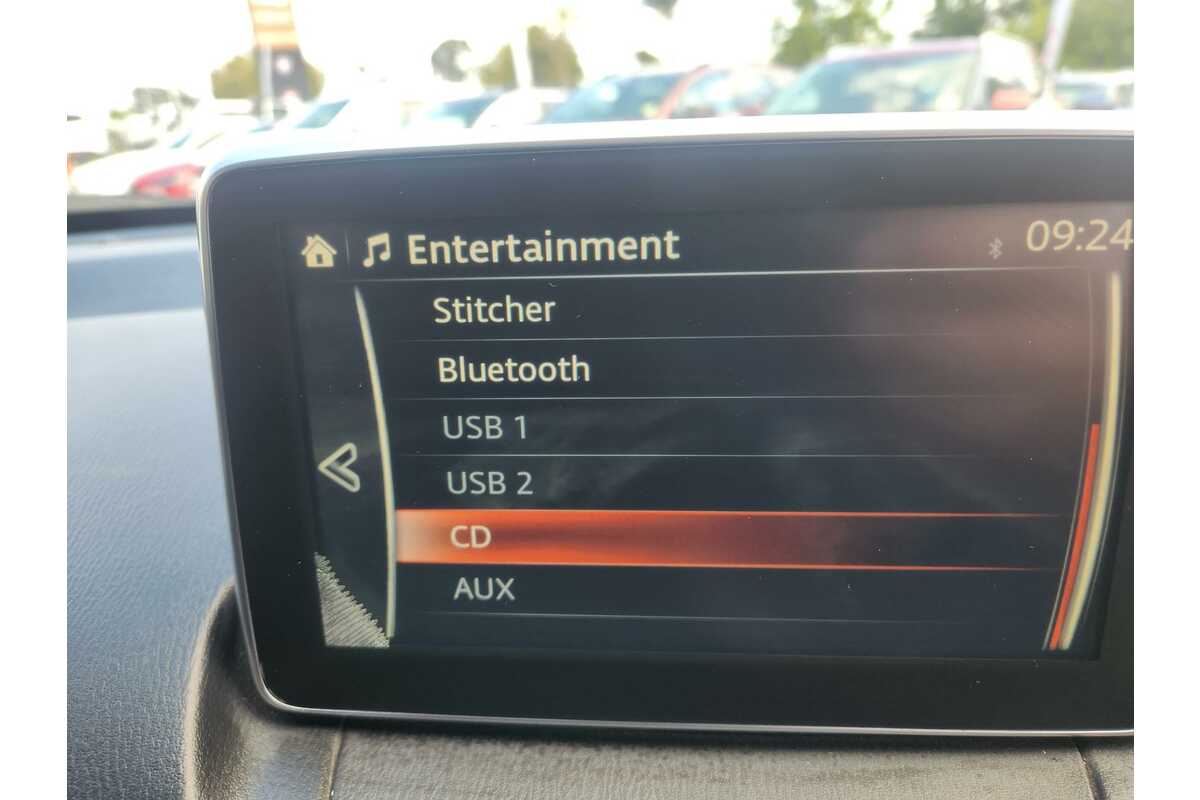 Entertainment
09:24
Stitcher
Bluetooth
USB 1
USB 2
CD
AUX